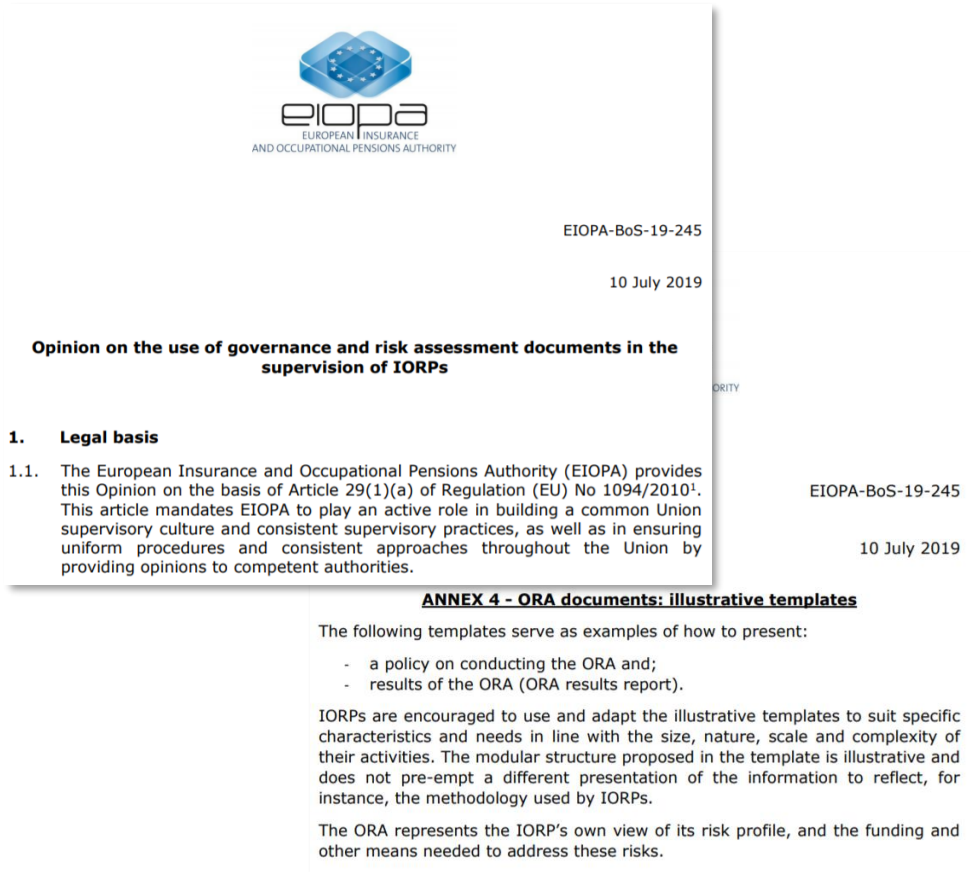 eiopa
EUROPEAN INSURANCE
AND OCCUPATIONAL PENSIONS AUTHORITY
EIOPA-BoS-19-245
10 July 2019
Opinion on the use of governance and risk assessment documents in the
supervision of IORPs
1. Legal basis
1.1. The European Insurance and Occupational Pensions Authority (EIOPA) provides
this Opinion on the basis of Article 29(1)(a) of Regulation (EU) No 1094/2010¹.
This article mandates EIOPA to play an active role in building a common Union
supervisory culture and consistent supervisory practices, as well as in ensuring
uniform procedures and consistent approaches throughout the Union by
providing opinions to competent authorities.
ORITY
EIOPA-BoS-19-245
10 July 2019
ANNEX 4 - ORA documents: illustrative templates
The following templates serve as examples of how to present:
- a policy on conducting the ORA and;
- results of the ORA (ORA results report).
IORPs are encouraged to use and adapt the illustrative templates to suit specific
characteristics and needs in line with the size, nature, scale and complexity of
their activities. The modular structure proposed in the template is illustrative and
does not pre-empt a different presentation of the information to reflect, for
instance, the methodology used by IORPs.
The ORA represents the IORP's own view of its risk profile, and the funding and
other means needed to address these risks.